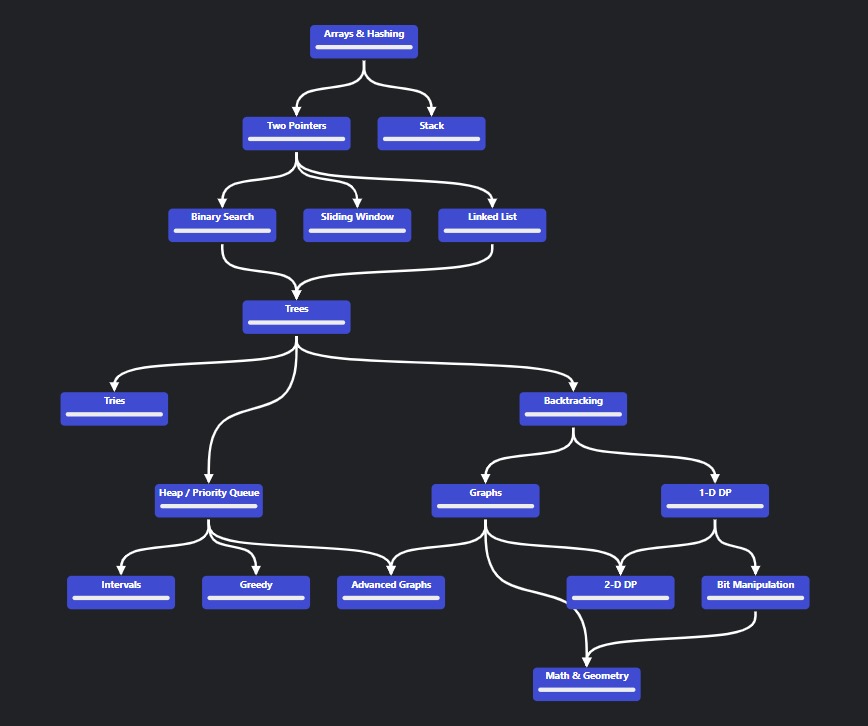 Arrays & Hashing
Two Pointers
Stack
Binary Search
Sliding Window
Linked List
Trees
Tries
Backtracking
Heap / Priority Queue
Graphs
1-D DP
Intervals
Greedy
Advanced Graphs
2-D DP
Bit Manipulation
Math & Geometry